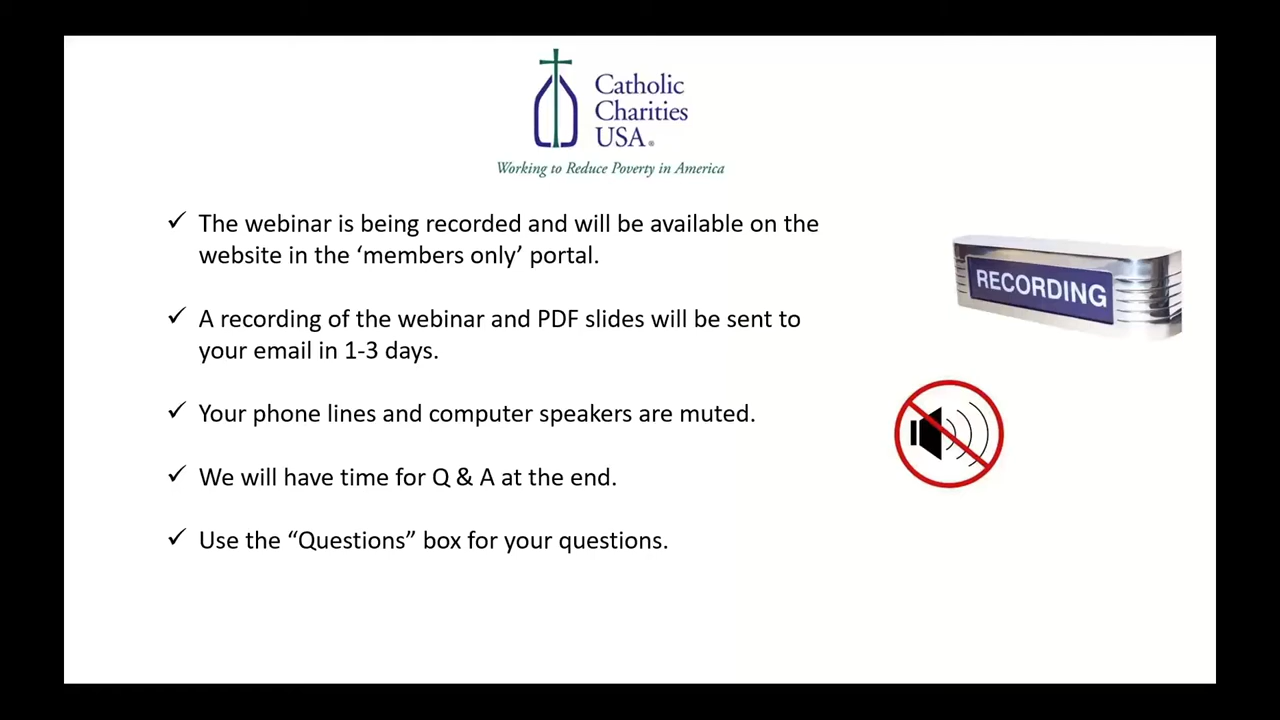 Catholic
Charities
USA®
Working to Reduce Poverty in America
✓ The webinar is being recorded and will be available on the
website in the ‘members only’ portal.
RECORDING
✓ A recording of the webinar and PDF slides will be sent to
your email in 1-3 days.
✓ Your phone lines and computer speakers are muted.
✓ We will have time for Q & A at the end.
✓ Use the “Questions” box for your questions.